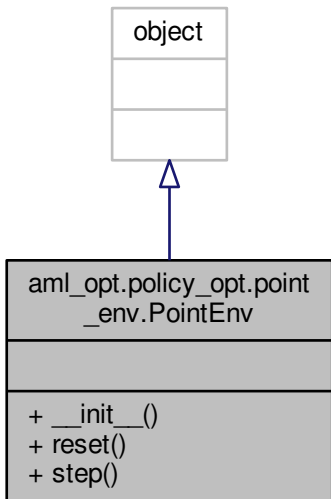 object
aml_opt.policy_opt.point
_env.PointEnv
+ __init__()
+ reset()
+ step()